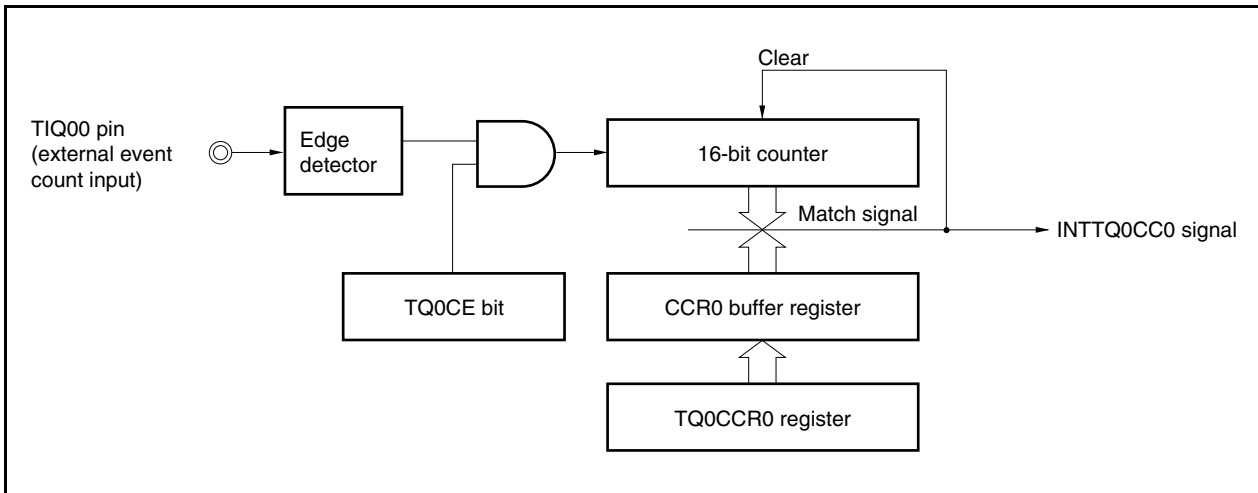 Clear
TIQ00 pin
(external event
count input)
Edge
detector
16-bit counter
Match signal
INTTQ0CC0 signal
TQ0CE bit
CCR0 buffer register
TQ0CCR0 register